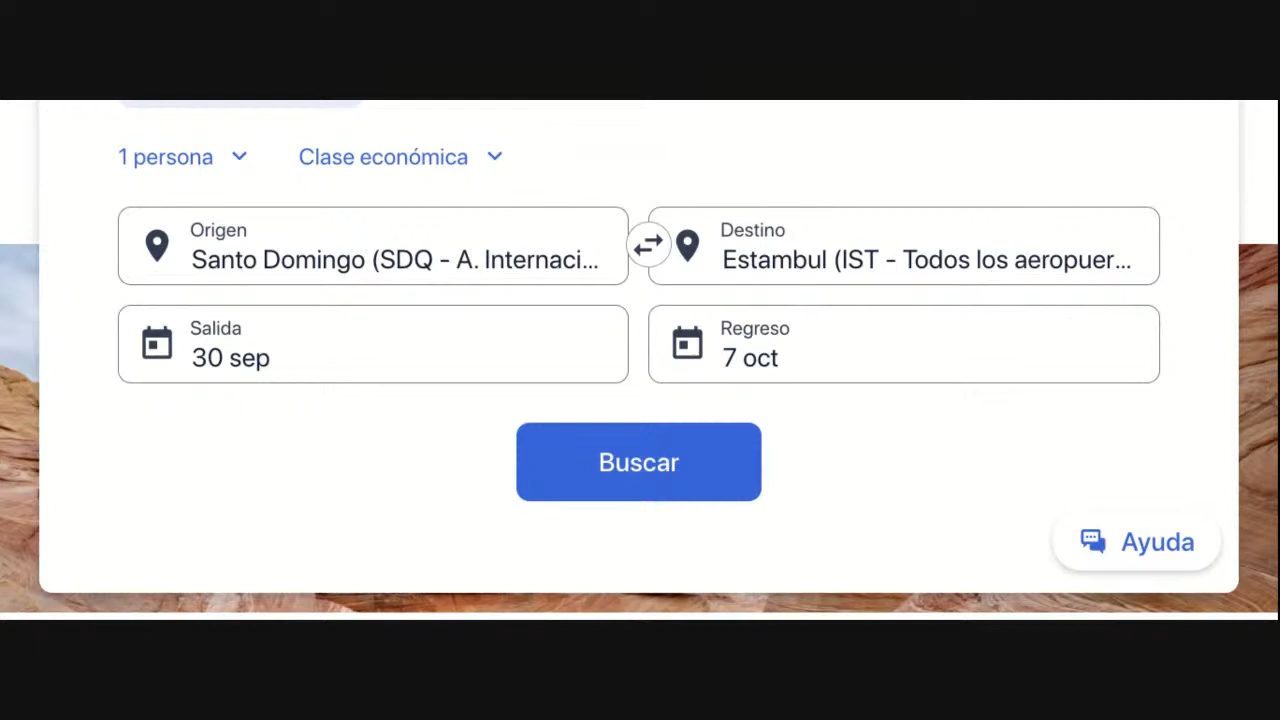 1 persona
Clase económica
Origen
Santo Domingo (SDQ - A. Internaci...
Destino
Estambul (IST - Todos los aeropuer...
Salida
30 sep
Regreso
7 oct
Buscar
Ayuda